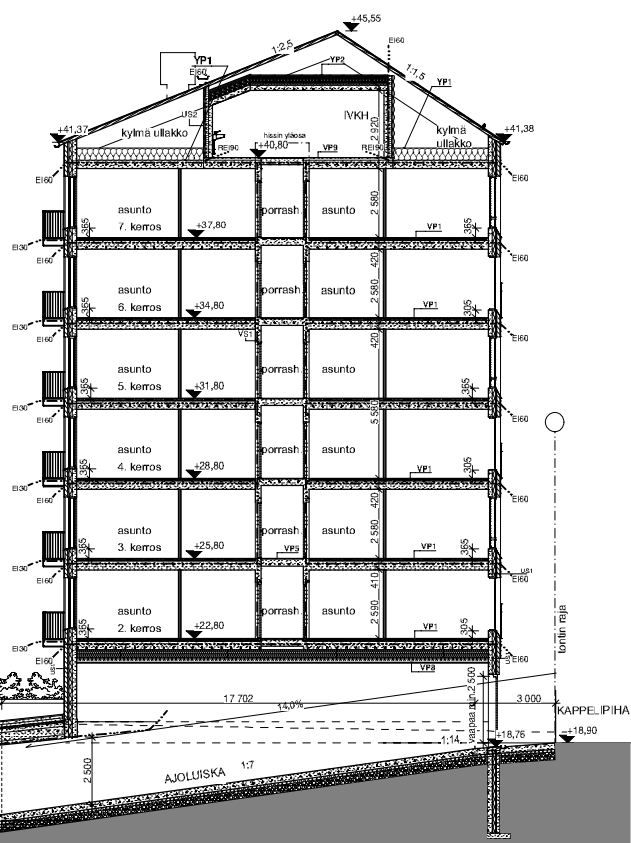 +45,55
EI60
1:2,5
YP1
EI60
YP2
1:1,5
YP1
US2
IVKH
2 920
+41,37
kylmä ullakko
hissin yläosa
kylmä
ullakko
+41,38
REI90
+40,80
VP9
REI90
EI60
EI60
asunto
7. kerros
porrash.
asunto
2 580
365
+37,80
VP1
365
EI30
EI60
EI60
420
asunto
6. kerros
porrash.
asunto
2 580
365
+34,80
VP1
305
EI30
EI60
VS1
420
EI60
asunto
5. kerros
porrash.
asunto
365
+31,80
365
EI30
EI60
5 580
EI60
asunto
4. kerros
porrash.
asunto
365
+28,80
VP1
305
EI30
EI60
420
EI60
asunto
3. kerros
porrash.
asunto
2 580
365
+25,80
VP5
VP1
365
EI30
EI60
410
US1
EI60
asunto
2. kerros
porrash.
asunto
2 590
365
+22,80
VP1
305
EI30
EI60
US1
VP8
US1
EI60
tontin raja
17 702
14,0%
vapaa min.2 500
3 000
KAPPELIPIHA
+18,90
1:14
+18,76
2 500
AJOLUISKA
1:7